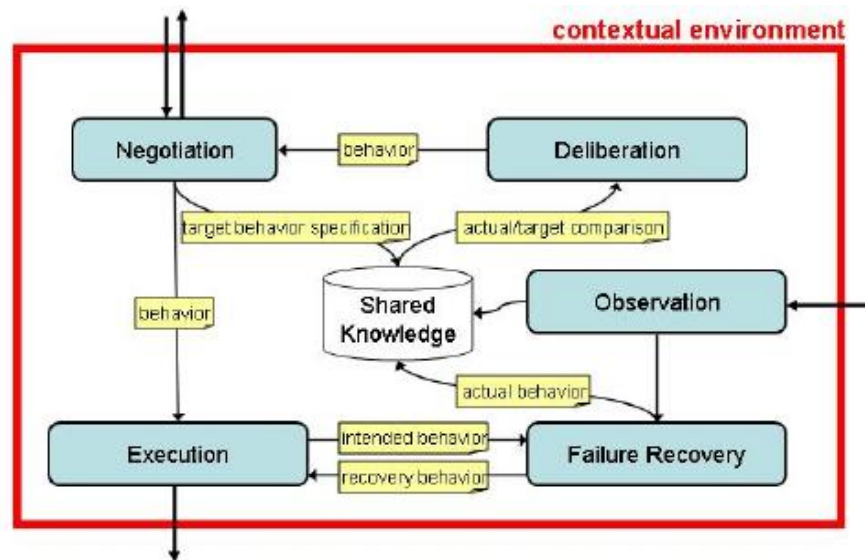 contextual environment
Negotiation
behavior
Deliberation
target behavior specification
actual/target comparison
Shared
Knowledge
Observation
behavior
actual behavior
Execution
intended behavior
recovery behavior
Failure Recovery